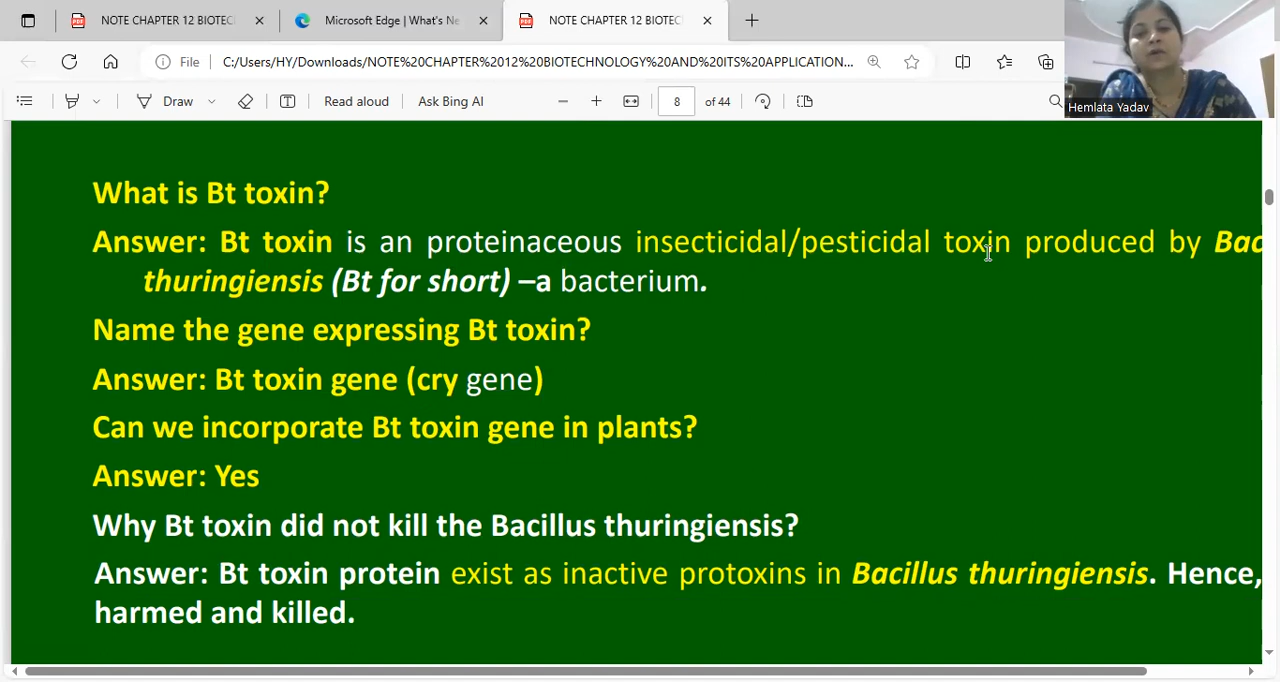 NOTE CHAPTER 12 BIOTECH
Microsoft Edge | What's Ne
NOTE CHAPTER 12 BIOTECH
File C:/Users/HY/Downloads/NOTE%20CHAPTER%2012%20BIOTECHNOLOGY%20AND%20ITS%20APPLICATION...
Draw Read aloud Ask Bing AI 8 of 44
Hemlata Yadav
What is Bt toxin?
Answer: Bt toxin is an proteinaceous insecticidal/pesticidal toxin produced by Bac
thuringiensis (Bt for short) –a bacterium.
Name the gene expressing Bt toxin?
Answer: Bt toxin gene (cry gene)
Can we incorporate Bt toxin gene in plants?
Answer: Yes
Why Bt toxin did not kill the Bacillus thuringiensis?
Answer: Bt toxin protein exist as inactive protoxins in Bacillus thuringiensis. Hence,
harmed and killed.